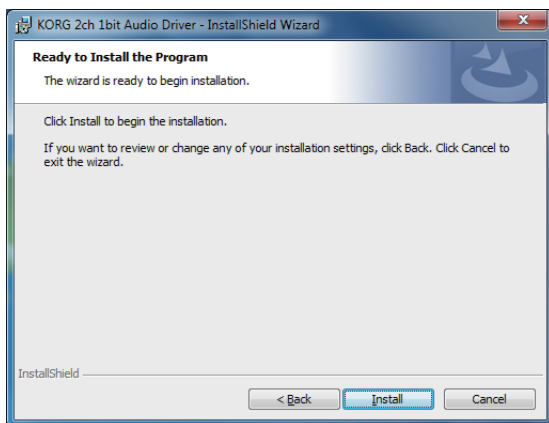 KORG 2ch 1bit Audio Driver - InstallShield Wizard
Ready to Install the Program
The wizard is ready to begin installation.
Click Install to begin the installation.
If you want to review or change any of your installation settings, click Back. Click Cancel to
exit the wizard.
InstallShield
< Back
Install
Cancel